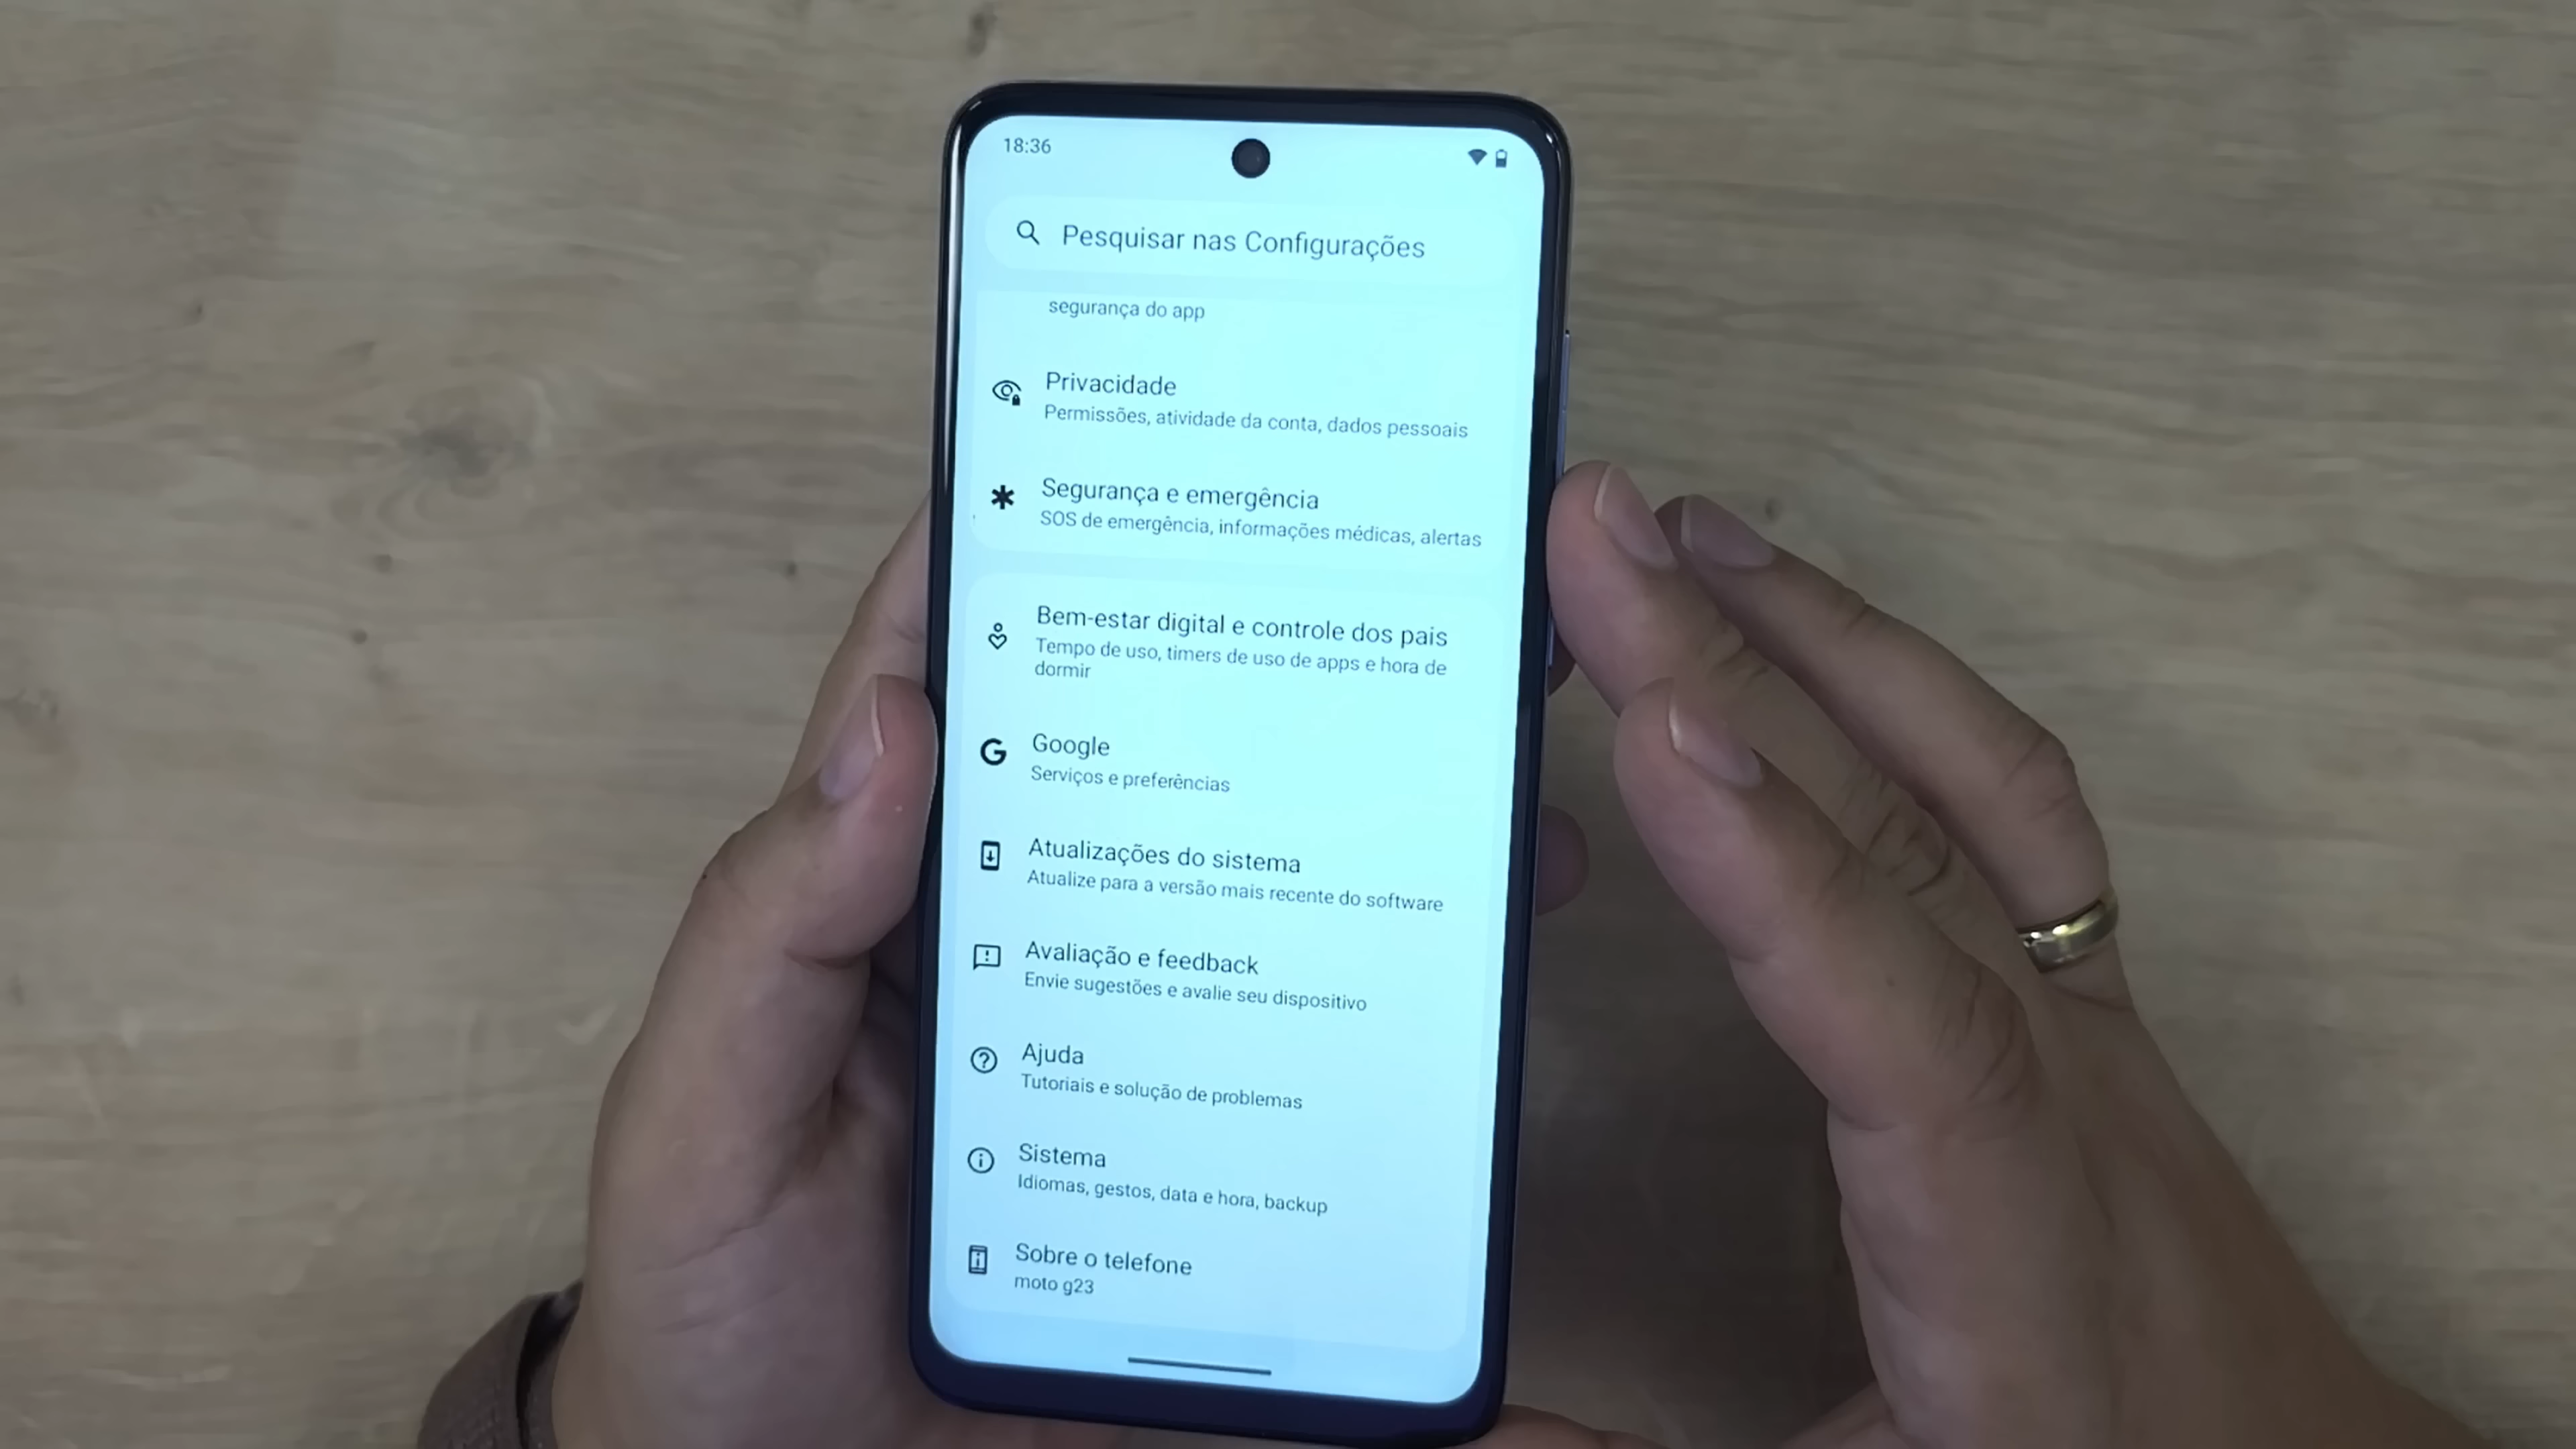 18:36
Pesquisar nas Configurações
segurança do app
Privacidade
Permissões, atividade da conta, dados pessoais
Segurança e emergência
SOS de emergência, informações médicas, alertas
Bem-estar digital e controle dos pais
Tempo de uso, timers de uso de apps e hora de
dormir
Google
Serviços e preferências
Atualizações do sistema
Atualize para a versão mais recente do software
Avaliação e feedback
Envie sugestões e avalie seu dispositivo
Ajuda
Tutoriais e solução de problemas
Sistema
Idiomas, gestos, data e hora, backup
Sobre o telefone
moto g23